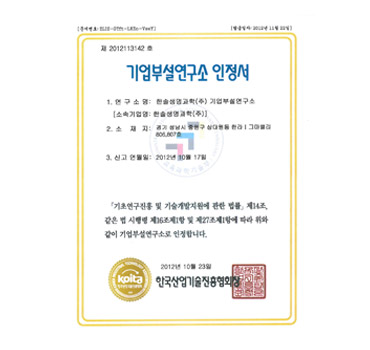 제 2012113142 호
기업부설연구소 인정서
1. 연 구 소 명: 한솔생명과학(주) 기업부설연구소
[소속기업명: 한솔생명과학(주)]
2. 소 재 지: 경기 성남시 중원구 상대원동 한라시그마밸리
606,607호
3. 신고 연월일: 2012년 10월 17일
「기초연구진흥 및 기술개발지원에 관한 법률」 제14조,
같은 법 시행령 제16조제1항 및 제27조제1항에 따라 위와
같이 기업부설연구소로 인정합니다.
2012년 10월 23일
한국산업기술진흥협회장
koita